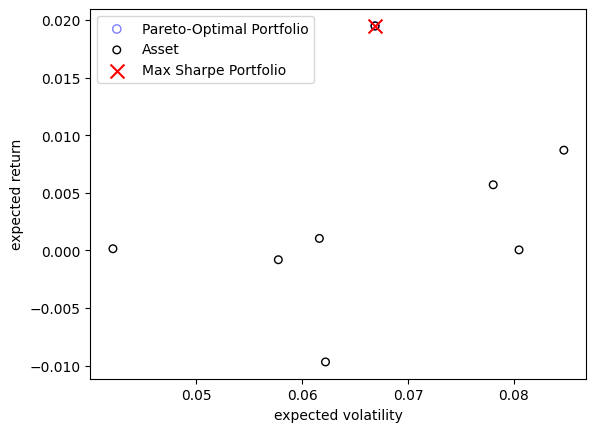 0.020
0.015
0.010
0.005
0.000
−0.005
−0.010
expected return
Pareto-Optimal Portfolio
Asset
Max Sharpe Portfolio
0.05 0.06 0.07 0.08
expected volatility